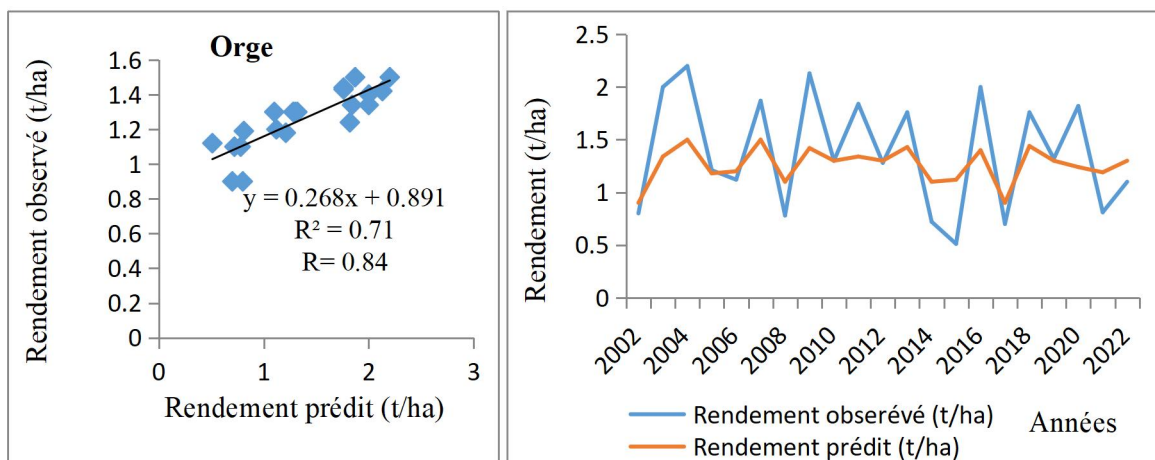 Orge
Rendement observé (t/ha)
1.6
1.4
1.2
1
0.8
0.6
0.4
0.2
0
y = 0.268x + 0.891
R² = 0.71
R= 0.84
0 1 2 3
Rendement prédit (t/ha)
Rendement (t/ha)
2.5
2
1.5
1
0.5
0
2002 2004 2006 2008 2010 2012 2014 2016 2018 2020 2022
Rendement obserévé (t/ha)
Rendement prédit (t/ha)
Années